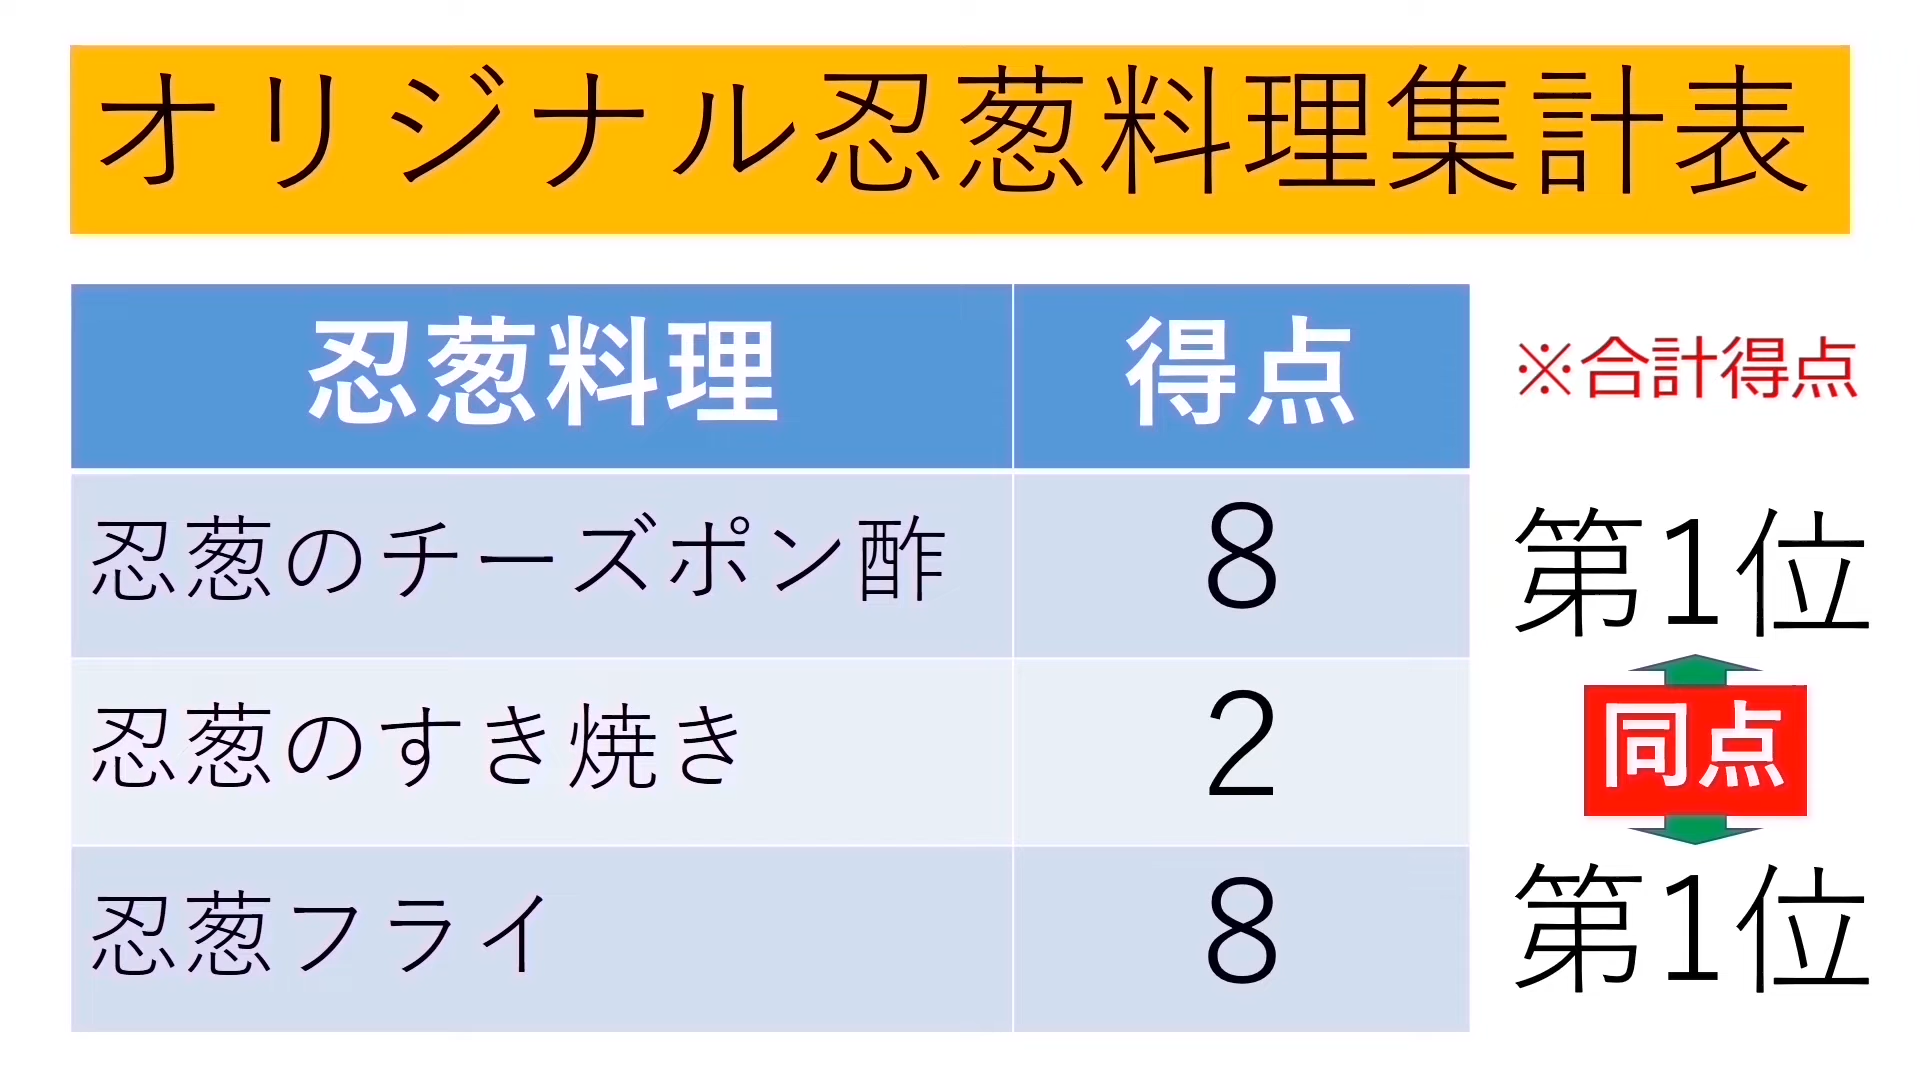 オリジナル忍葱料理集計表
忍葱料理 得点
※合計得点
忍葱のチーズポン酢 8 第1位
忍葱のすき焼き 2 同点
忍葱フライ 8 第1位